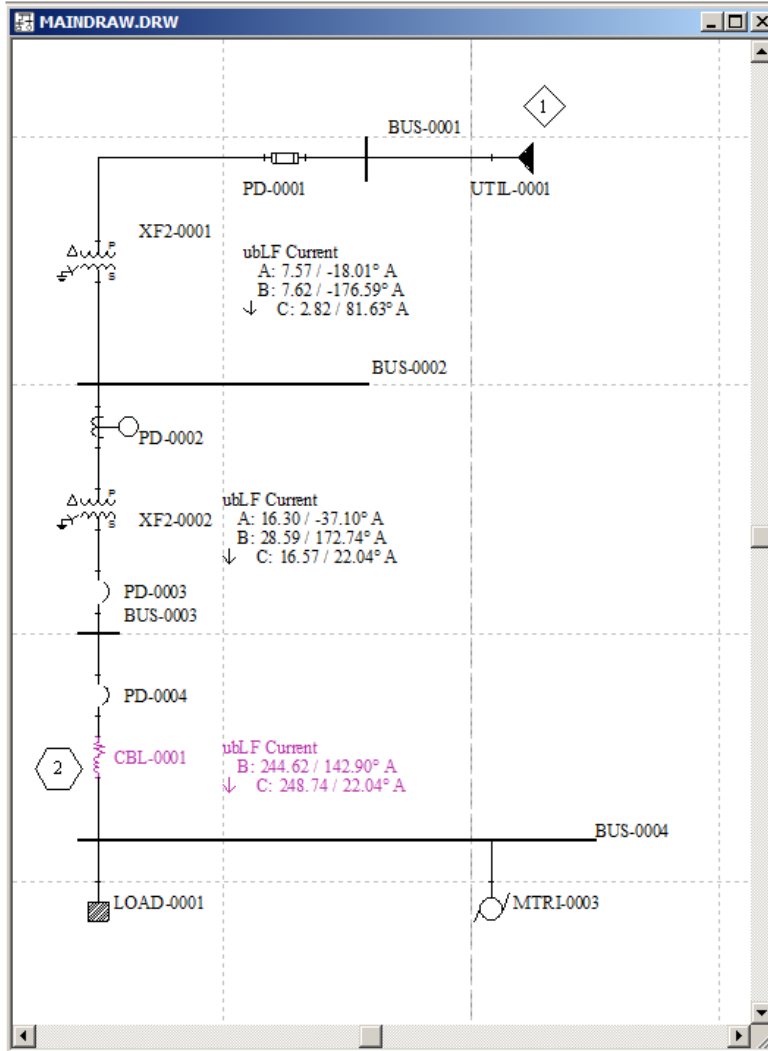 MAINDRAW.DRW
1
BUS-0001
PD-0001
UTIL-0001
XF2-0001
P
S
ubLF Current
A: 7.57 / -18.01° A
B: 7.62 / -176.59° A
C: 2.82 / 81.63° A
BUS-0002
PD-0002
P
S
XF2-0002
ubLF Current
A: 16.30 / -37.10° A
B: 28.59 / 172.74° A
C: 16.57 / 22.04° A
PD-0003
BUS-0003
PD-0004
2
CBL-0001
ubLF Current
B: 244.62 / 142.90° A
C: 248.74 / 22.04° A
BUS-0004
LOAD-0001
MTRI-0003